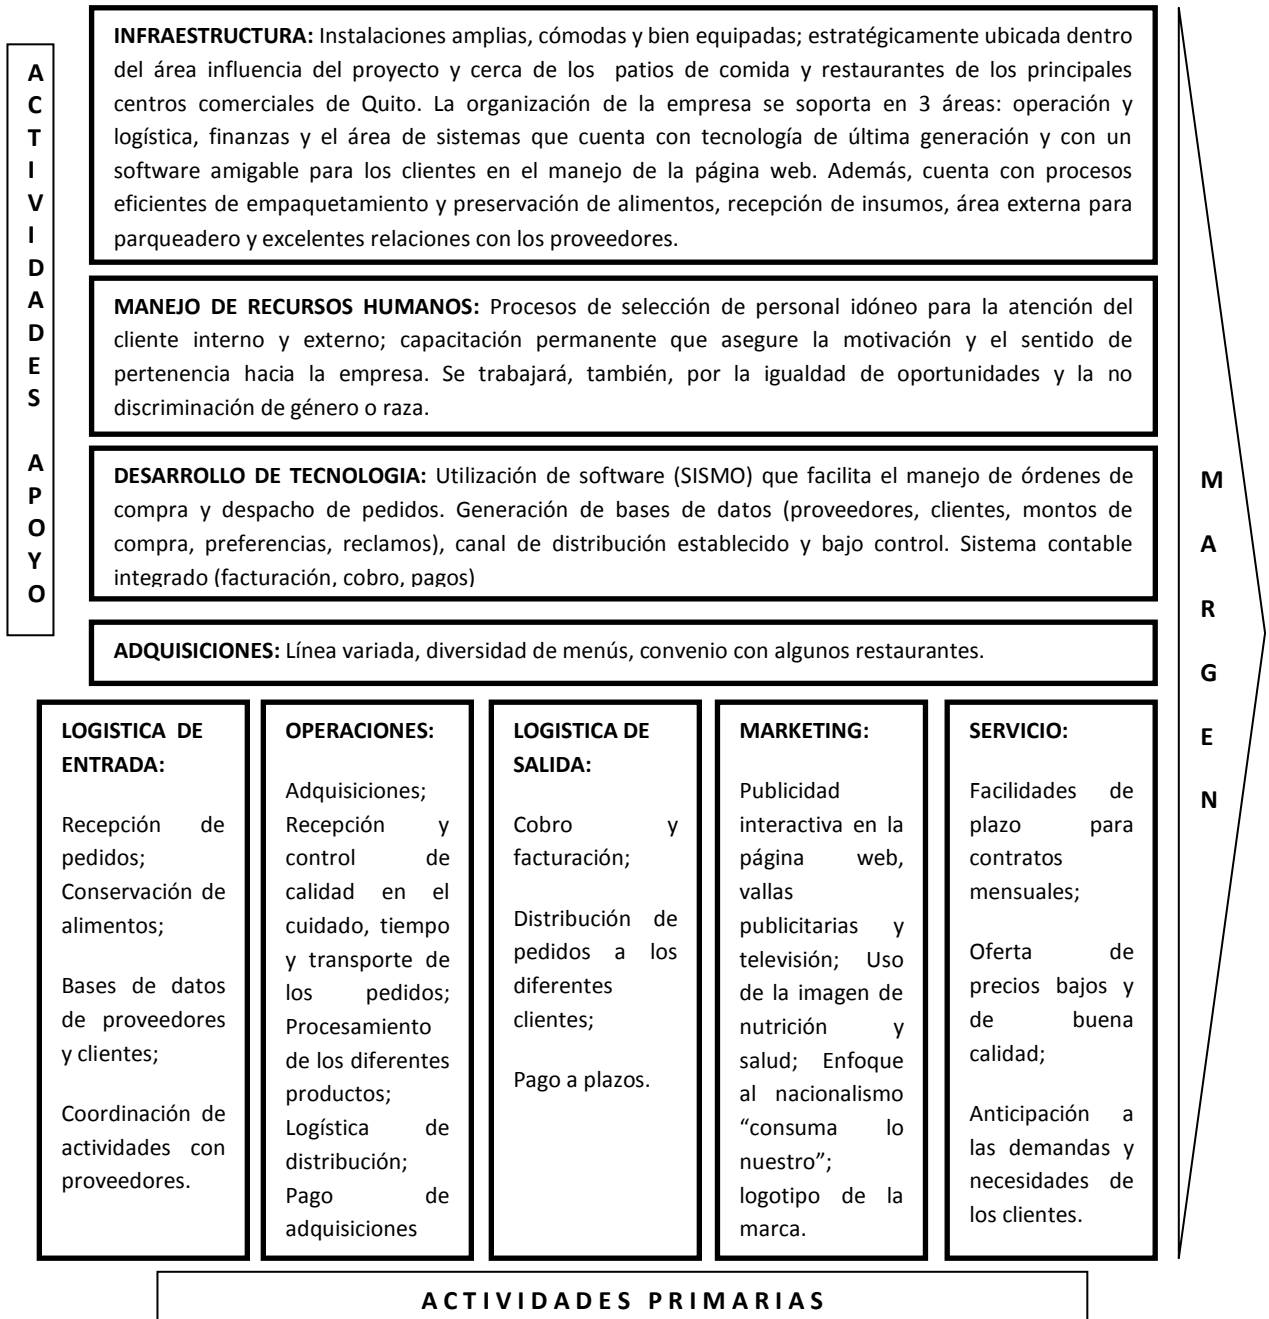 INFRAESTRUCTURA: Instalaciones amplias, cómodas y bien equipadas; estratégicamente ubicada dentro
del área influencia del proyecto y cerca de los patios de comida y restaurantes de los principales
centros comerciales de Quito. La organización de la empresa se soporta en 3 áreas: operación y
logística, finanzas y el área de sistemas que cuenta con tecnología de última generación y con un
software amigable para los clientes en el manejo de la página web. Además, cuenta con procesos
eficientes de empaquetamiento y preservación de alimentos, recepción de insumos, área externa para
parqueadero y excelentes relaciones con los proveedores.
ACTIVIDADES APOYO
MANEJO DE RECURSOS HUMANOS: Procesos de selección de personal idóneo para la atención del
cliente interno y externo; capacitación permanente que asegure la motivación y el sentido de
pertenencia hacia la empresa. Se trabajará, también, por la igualdad de oportunidades y la no
discriminación de género o raza.
DESARROLLO DE TECNOLOGIA: Utilización de software (SISMO) que facilita el manejo de órdenes de
compra y despacho de pedidos. Generación de bases de datos (proveedores, clientes, montos de
compra, preferencias, reclamos), canal de distribución establecido y bajo control. Sistema contable
integrado (facturación, cobro, pagos)
ADQUISICIONES: Línea variada, diversidad de menús, convenio con algunos restaurantes.
MARGEN
LOGISTICA DE
ENTRADA:
Recepción de
pedidos;
Conservación de
alimentos;
Bases de datos
de proveedores
y clientes;
Coordinación de
actividades con
proveedores.
OPERACIONES:
Adquisiciones;
Recepción y
control de
calidad en el
cuidado, tiempo
y transporte de
los pedidos;
Procesamiento
de los diferentes
productos;
Logística de
distribución;
Pago de
adquisiciones
LOGISTICA DE
SALIDA:
Cobro y
facturación;
Distribución de
pedidos a los
diferentes
clientes;
Pago a plazos.
MARKETING:
Publicidad
interactiva en la
página web,
vallas
publicitarias y
televisión; Uso
de la imagen de
nutrición y
salud; Enfoque
al nacionalismo
“consuma lo
nuestro”;
logotipo de la
marca.
SERVICIO:
Facilidades de
plazo para
contratos
mensuales;
Oferta de
precios bajos y
de buena
calidad;
Anticipación a
las demandas y
necesidades de
los clientes.
ACTIVIDADES PRIMARIAS